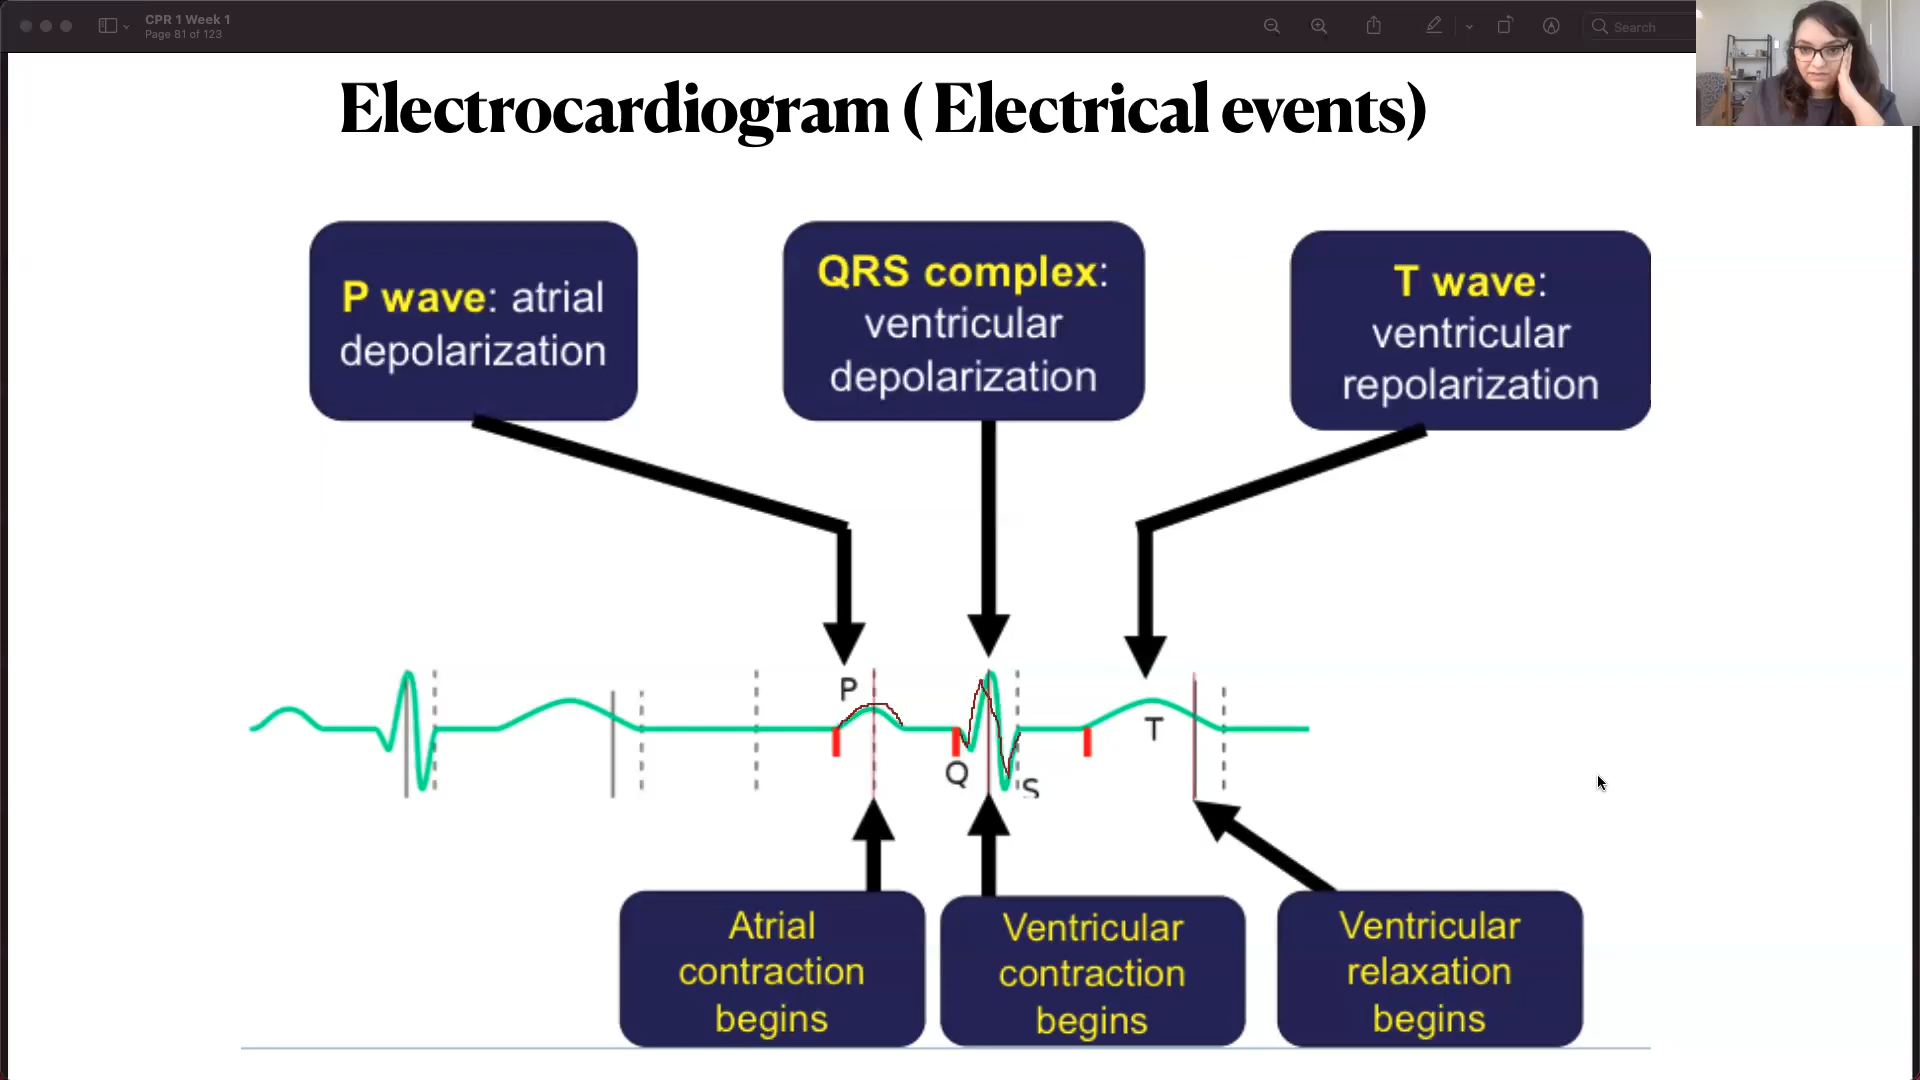 CPR 1 Week 1
Page 81 of 123
Search
Electrocardiogram ( Electrical events)
P wave: atrial
depolarization
QRS complex:
ventricular
depolarization
T wave:
ventricular
repolarization
P
Q
S
T
Atrial
contraction
begins
Ventricular
contraction
begins
Ventricular
relaxation
begins